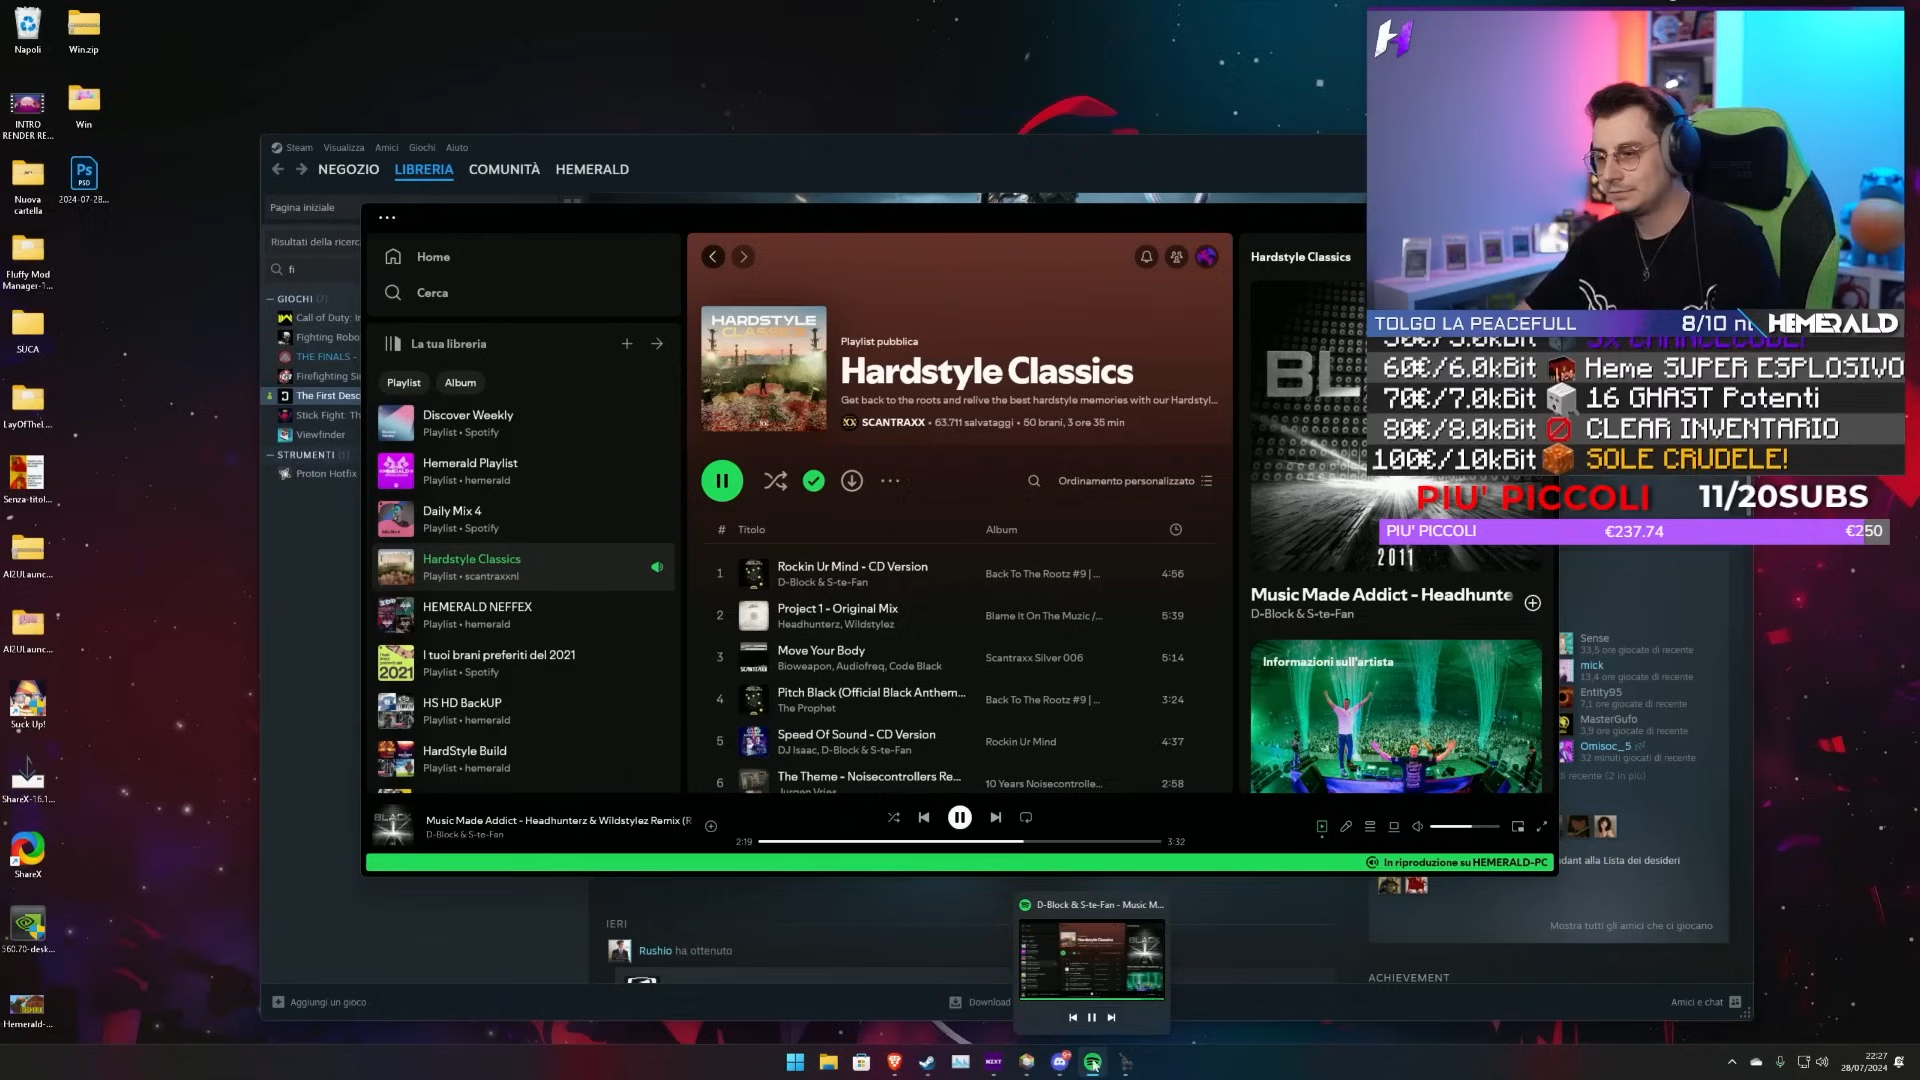 Napoli
Win.zip
INTRO
RENDER RE...
Win
Nuova
cartella
2024-07-28...
Fluffy Mod
Manager-1...
SUCA
LayOfTheL...
Senza-titol...
AI2ULaunc...
AI2ULaunc...
Suck Up!
ShareX-16.1...
ShareX
560.70-desk...
Hemerald-...
Steam Visualizza Amici Giochi Aiuto
NEGOZIO LIBRERIA COMUNITÀ HEMERALD
Pagina iniziale
Risultati della ricerc
fi
GIOCHI (7)
Call of Duty:
Fighting Robo
THE FINALS -
Firefighting Si
The First Desc
Stick Fight: Th
Viewfinder
STRUMENTI (1)
Proton Hotfix
Home
Cerca
La tua libreria
Playlist Album
Discover Weekly
Playlist • Spotify
Hemerald Playlist
Playlist • hemerald
Daily Mix 4
Playlist • Spotify
Hardstyle Classics
Playlist • scantraxxnl
HEMERALD NEFFEX
Playlist • hemerald
I tuoi brani preferiti del 2021
Playlist • Spotify
HS HD BackUP
Playlist • hemerald
HardStyle Build
Playlist • hemerald
HARDSTYLE
CLASSICS
Playlist pubblica
Hardstyle Classics
Get back to the roots and relive the best hardstyle memories with our Hardstyl...
SCANTRAXX • 63.711 salvataggi • 50 brani, 3 ore 35 min
Ordinamento personalizzato
# Titolo Album
1 Rockin Ur Mind - CD Version Back To The Rootz #9 | ... 4:56
D-Block & S-te-Fan
2 Project 1 - Original Mix Blame It On The Muzic /... 5:39
Headhunterz, Wildstylez
3 Move Your Body Scantraxx Silver 006 5:14
Bioweapon, Audiofreq, Code Black
4 Pitch Black (Official Black Anthem... Back To The Rootz #9 | ... 3:24
The Prophet
5 Speed Of Sound - CD Version Rockin Ur Mind 4:37
DJ Isaac, D-Block & S-te-Fan
6 The Theme - Noisecontrollers Re... 10 Years Noisecontrolle... 2:58
Jurgen Vries
Hardstyle Classics
BL
2011
Music Made Addict - Headhunte
D-Block & S-te-Fan
Informazioni sull'artista
BLACK
Music Made Addict - Headhunterz & Wildstylez Remix (R
D-Block & S-te-Fan
2:19 3:32
In riproduzione su HEMERALD-PC
TOLGO LA PEACEFULL 8/10 HEMERALD
60€/6.0kBit Heme SUPER ESPLOSIVO
70€/7.0kBit 16 GHAST Potenti
80€/8.0kBit CLEAR INVENTARIO
100€/10kBit SOLE CRUDELE!
PIU' PICCOLI 11/20SUBS
PIU' PICCOLI €237.74 €250
Sense
33,5 ore giocate di recente
mick
13,4 ore giocate di recente
Entity95
7,1 ore giocate di recente
MasterGufo
3,9 ore giocate di recente
Omisoc_5
32 minuti giocati di recente
di recente (2 in più)
dant alla Lista dei desideri
Mostra tutti gli amici che ci giocano
ACHIEVEMENT
IERI
Rushio ha ottenuto
D-Block & S-te-Fan - Music M...
Aggiungi un gioco
Download
Amici e chat
NZXT
22:27
28/07/2024